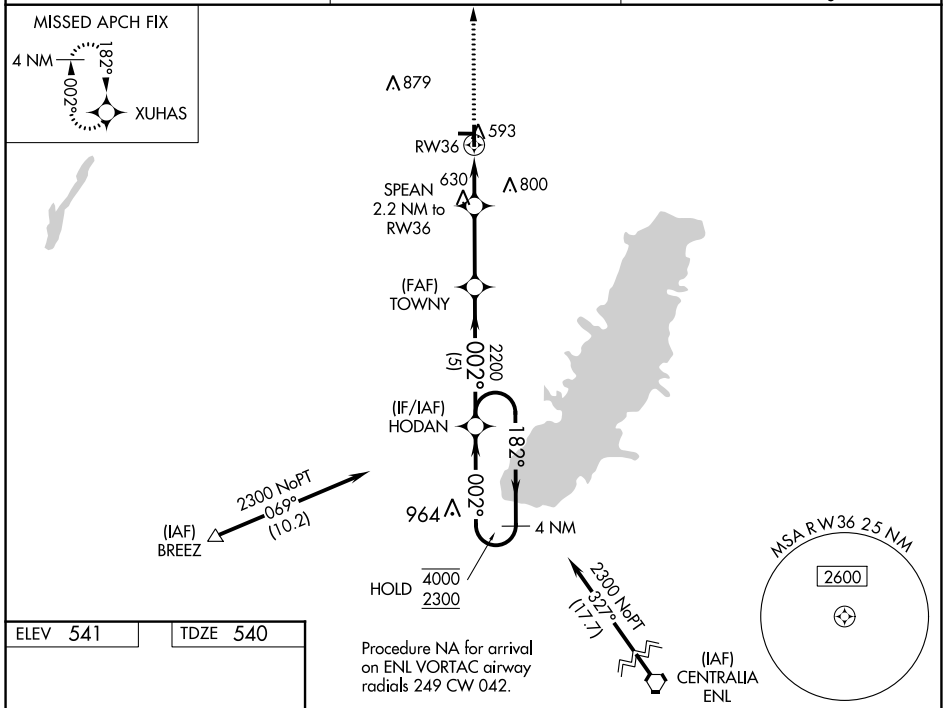 MISSED APCH FIX
4 NM
182°
002°
XUHAS
879
593
RW36
630
800
SPEAN
2.2 NM to
RW36
(FAF)
TOWNY
2200
002°
(5)
(IF/IAF)
HODAN
182°
002°
2300 NoPT
069°
(10.2)
(IAF)
BREEZ
964
4 NM
HOLD
4000
2300
2300 NoPT
327°
(17.7)
(IAF)
CENTRALIA
ENL
MSA RW36 25 NM
2600
ELEV 541
TDZE 540
Procedure NA for arrival
on ENL VORTAC airway
radials 249 CW 042.